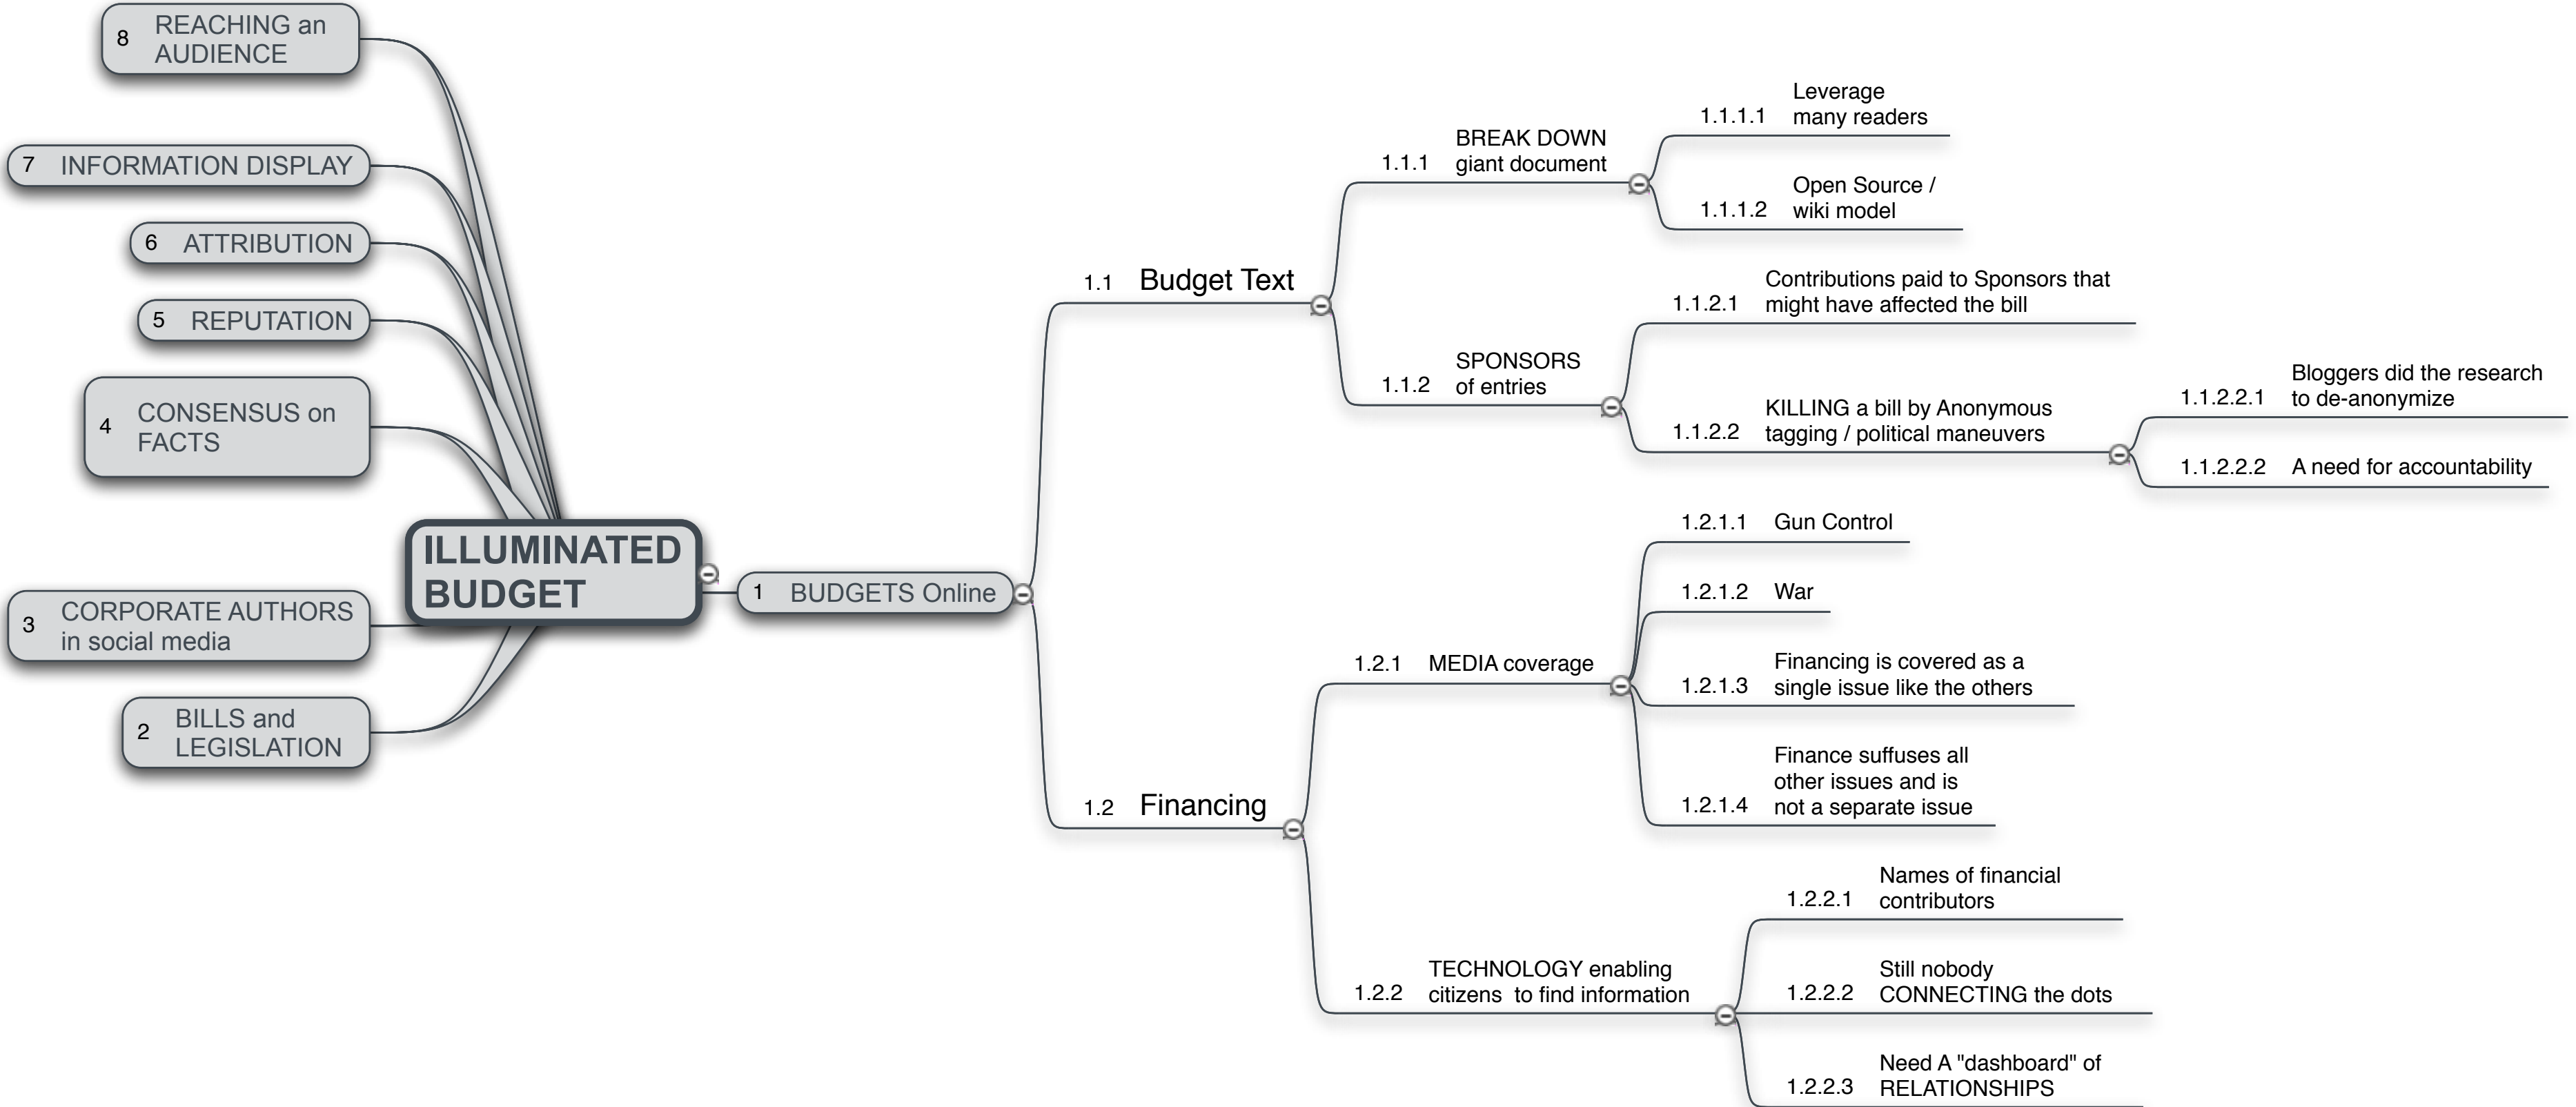 8 REACHING an
AUDIENCE
7 INFORMATION DISPLAY
6 ATTRIBUTION
5 REPUTATION
4 CONSENSUS on
FACTS
ILLUMINATED
BUDGET
3 CORPORATE AUTHORS
in social media
2 BILLS and
LEGISLATION
1 BUDGETS Online
1.1 Budget Text
1.1.1 BREAK DOWN
giant document
1.1.1.1 Leverage
many readers
1.1.1.2 Open Source /
wiki model
1.1.2 SPONSORS
of entries
1.1.2.1 Contributions paid to Sponsors that
might have affected the bill
1.1.2.2 KILLING a bill by Anonymous
tagging / political maneuvers
1.1.2.2.1 Bloggers did the research
to de-anonymize
1.1.2.2.2 A need for accountability
1.2 Financing
1.2.1 MEDIA coverage
1.2.1.1 Gun Control
1.2.1.2 War
1.2.1.3 Financing is covered as a
single issue like the others
1.2.1.4 Finance suffuses all
other issues and is
not a separate issue
1.2.2 TECHNOLOGY enabling
citizens  to find information
1.2.2.1 Names of financial
contributors
1.2.2.2 Still nobody
CONNECTING the dots
1.2.2.3 Need A "dashboard" of
RELATIONSHIPS